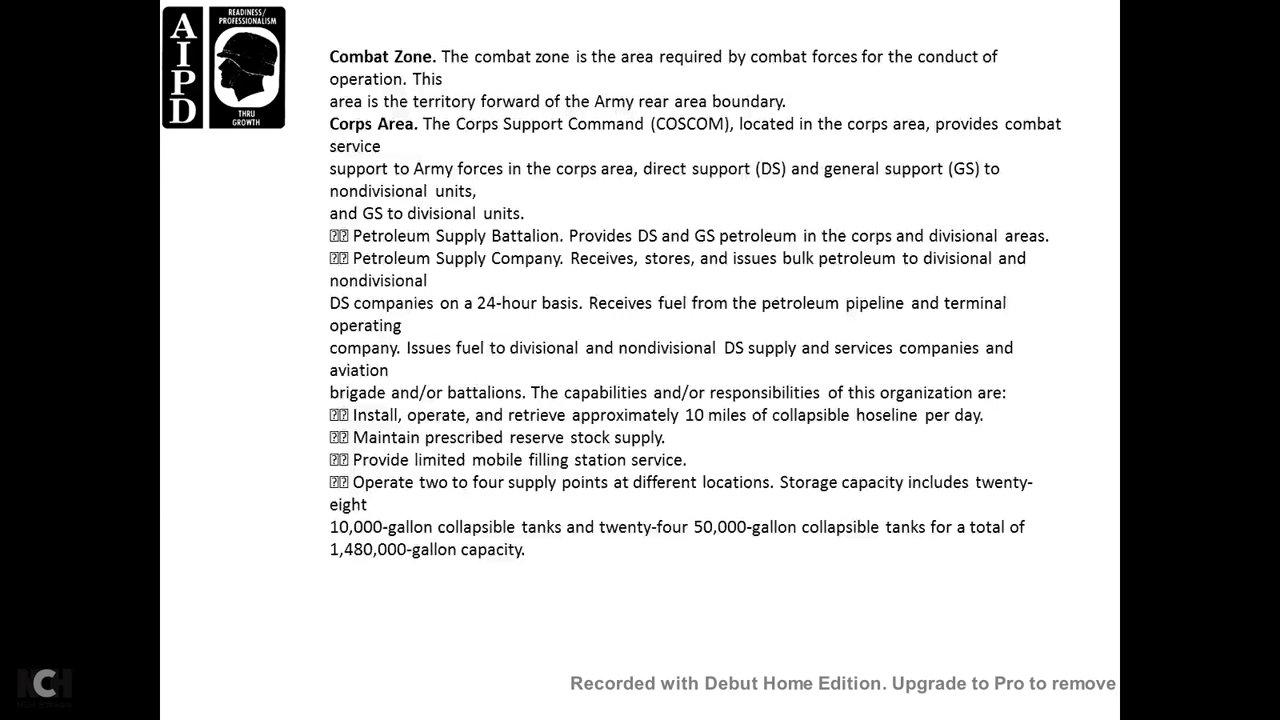 READINESS/
PROFESSIONALISM
AIPD
THRU
GROWTH
Combat Zone. The combat zone is the area required by combat forces for the conduct of
operation. This
area is the territory forward of the Army rear area boundary.
Corps Area. The Corps Support Command (COSCOM), located in the corps area, provides combat
service
support to Army forces in the corps area, direct support (DS) and general support (GS) to
nondivisional units,
and GS to divisional units.
⍰⍰ Petroleum Supply Battalion. Provides DS and GS petroleum in the corps and divisional areas.
⍰⍰ Petroleum Supply Company. Receives, stores, and issues bulk petroleum to divisional and
nondivisional
DS companies on a 24-hour basis. Receives fuel from the petroleum pipeline and terminal
operating
company. Issues fuel to divisional and nondivisional DS supply and services companies and
aviation
brigade and/or battalions. The capabilities and/or responsibilities of this organization are:
⍰⍰ Install, operate, and retrieve approximately 10 miles of collapsible hoseline per day.
⍰⍰ Maintain prescribed reserve stock supply.
⍰⍰ Provide limited mobile filling station service.
⍰⍰ Operate two to four supply points at different locations. Storage capacity includes twenty-
eight
10,000-gallon collapsible tanks and twenty-four 50,000-gallon collapsible tanks for a total of
1,480,000-gallon capacity.
NCH
Recorded with Debut Home Edition. Upgrade to Pro to remove